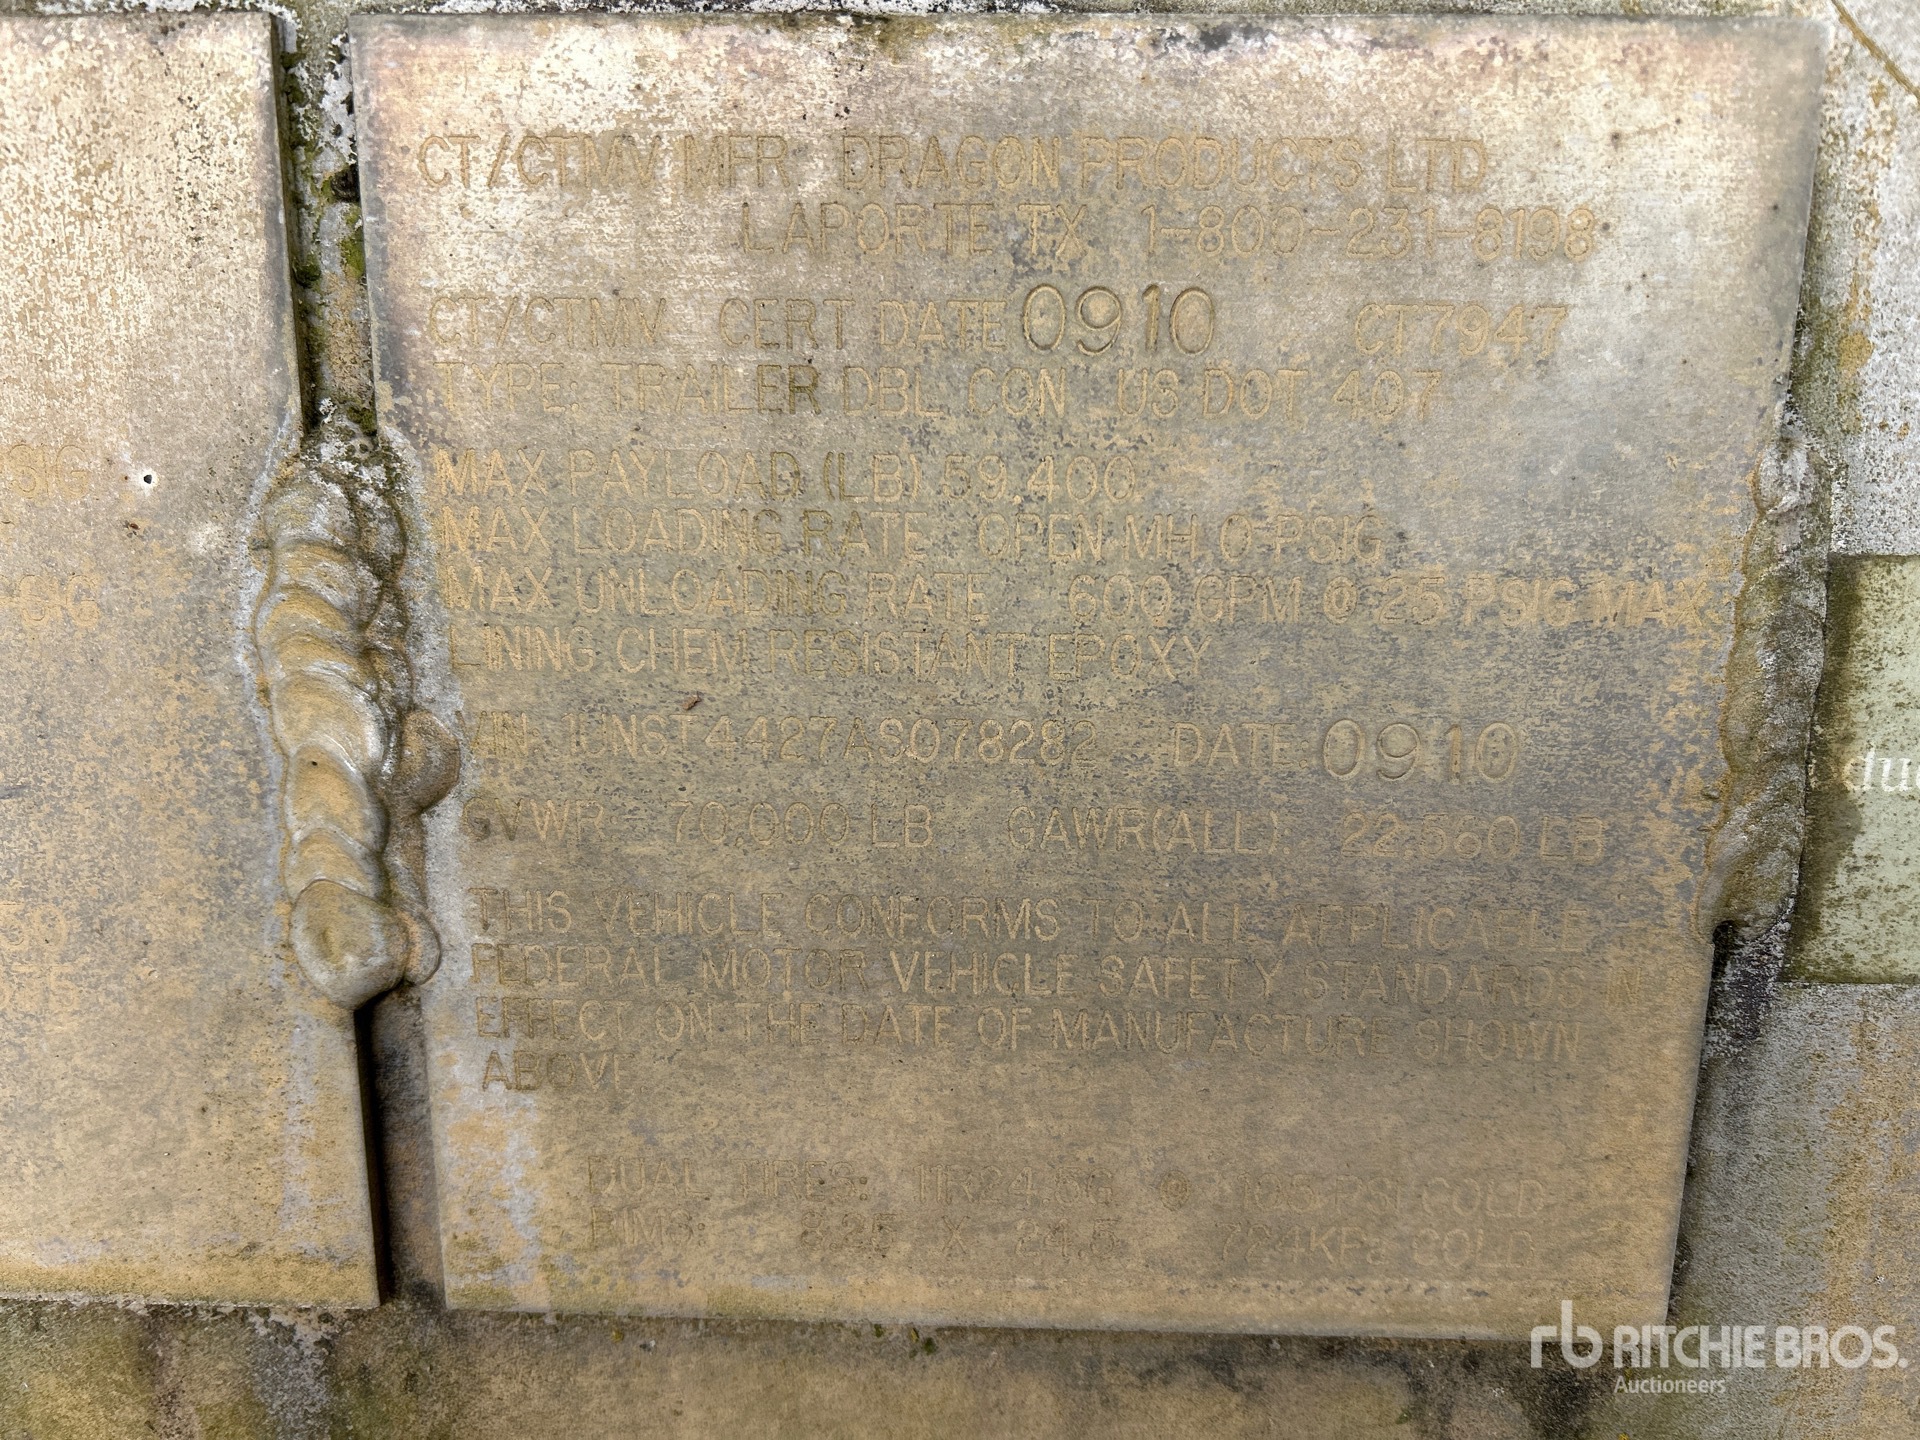 CT/CTMV MFR DRAGON PRODUCTS LTD
LAPORTE TX 1-800-231-8198
CT/CTMV CERT DATE 0910 CT7947
TYPE: TRAILER DBL CON US DOT 407
MAX PAYLOAD (LB) 59,400
MAX LOADING RATE OPEN MH 0 PSIG
MAX UNLOADING RATE 600 GPM @ 25 PSIG MAX
LINING CHEM RESISTANT EPOXY
VIN 1UNST4427AS078282 DATE: 0910
GVWR 70,000 LB GAWR(ALL): 22,560 LB
THIS VEHICLE CONFORMS TO ALL APPLICABLE
FEDERAL MOTOR VEHICLE SAFETY STANDARDS IN
EFFECT ON THE DATE OF MANUFACTURE SHOWN
ABOVE
DUAL TIRES: 11R24.5G @ 105 PSI COLD
RIMS: 8.25 X 24.5 724KPa COLD
SIG
SIG
du
rb RITCHIE BROS.
Auctioneers